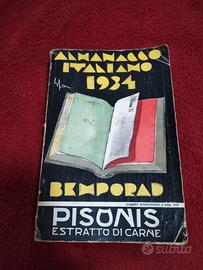 ALMANACCO
ITALIANO
1934
BEMPORAD
PISONIS
ESTRATTO DI CARNE
subito